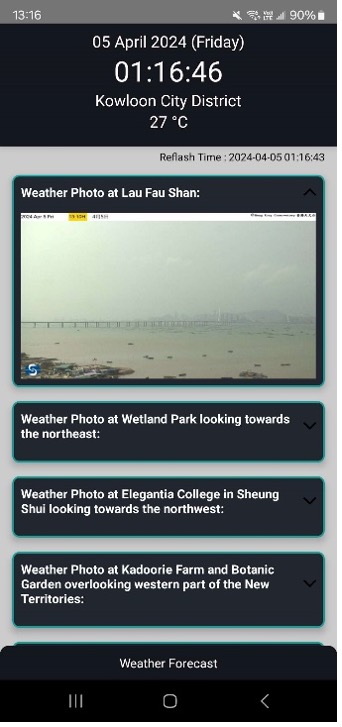 13:16
90%
05 April 2024 (Friday)
01:16:46
Kowloon City District
27 °C
Reflash Time : 2024-04-05 01:16:43
Weather Photo at Lau Fau Shan:
2024 Apr 5 Fri
13:10H
Weather Photo at Wetland Park looking towards
the northeast:
Weather Photo at Elegantia College in Sheung
Shui looking towards the northwest:
Weather Photo at Kadoorie Farm and Botanic
Garden overlooking western part of the New
Territories:
Weather Forecast